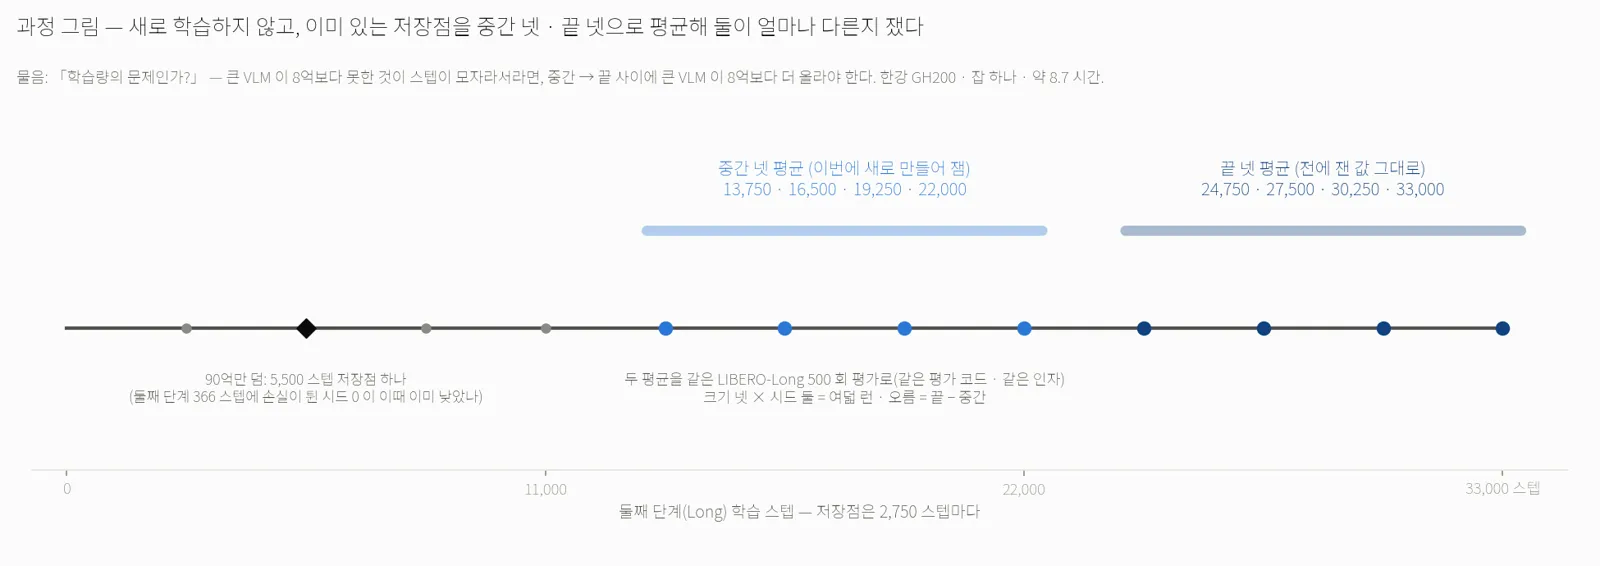 과정 그림 — 새로 학습하지 않고, 이미 있는 저장점을 중간 넷 · 끝 넷으로 평균해 둘이 얼마나 다른지 쟀다
물음: 「학습량의 문제인가?」 — 큰 VLM 이 8억보다 못한 것이 스텝이 모자라서라면, 중간 → 끝 사이에 큰 VLM 이 8억보다 더 올라야 한다. 한강 GH200 · 잡 하나 · 약 8.7 시간.
중간 넷 평균 (이번에 새로 만들어 잼)
13,750 · 16,500 · 19,250 · 22,000
끝 넷 평균 (전에 잰 값 그대로)
24,750 · 27,500 · 30,250 · 33,000
90억만 덤: 5,500 스텝 저장점 하나
(둘째 단계 366 스텝에 손실이 튄 시드 0 이 이때 이미 낮았나)
두 평균을 같은 LIBERO-Long 500 회 평가로(같은 평가 코드 · 같은 인자)
크기 넷 × 시드 둘 = 여덟 런 · 오름 = 끝 − 중간
0
11,000
22,000
33,000 스텝
둘째 단계(Long) 학습 스텝 — 저장점은 2,750 스텝마다